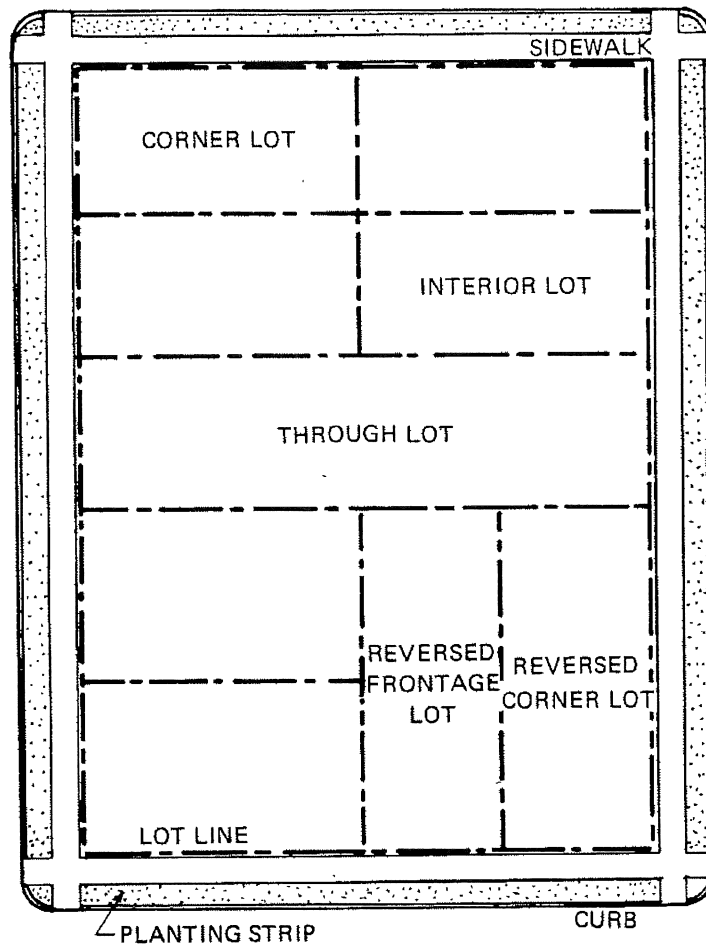 SIDEWALK
CORNER LOT
INTERIOR LOT
THROUGH LOT
REVERSED
FRONTAGE
LOT
REVERSED
CORNER LOT
LOT LINE
PLANTING STRIP
CURB